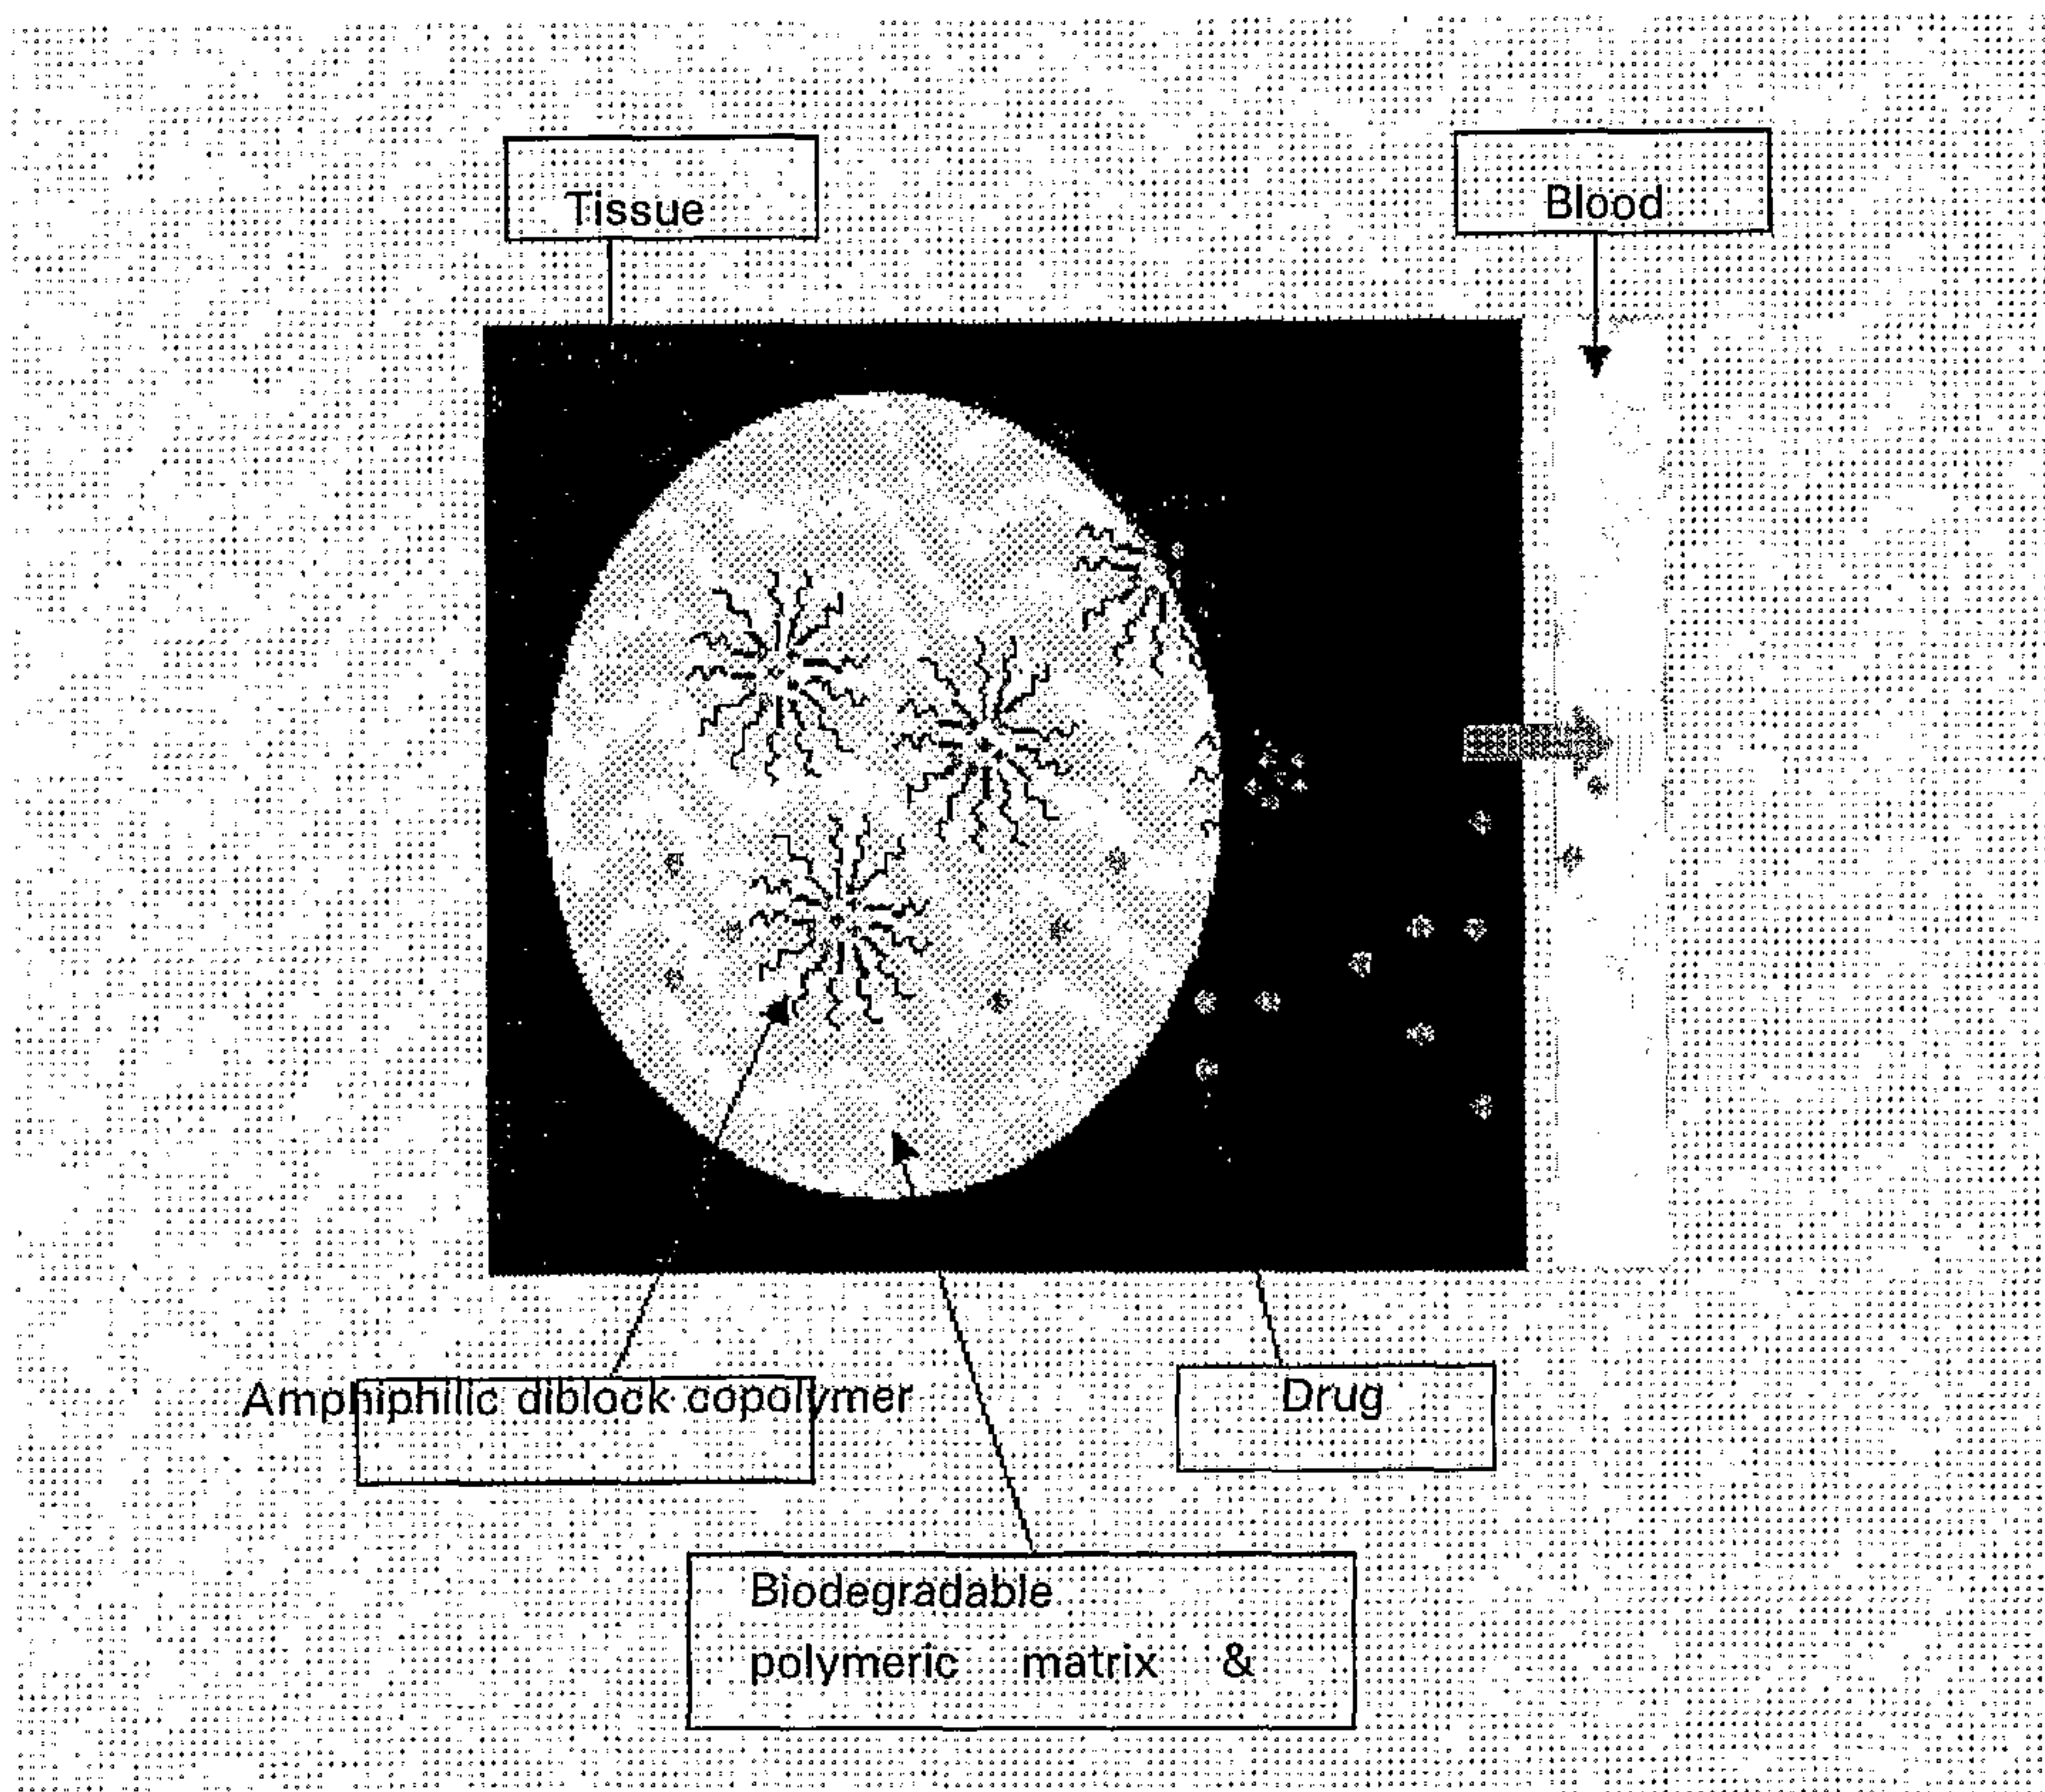 Tissue
Blood
Amphiphilic diblock copolymer
Drug
Biodegradable
polymeric matrix &